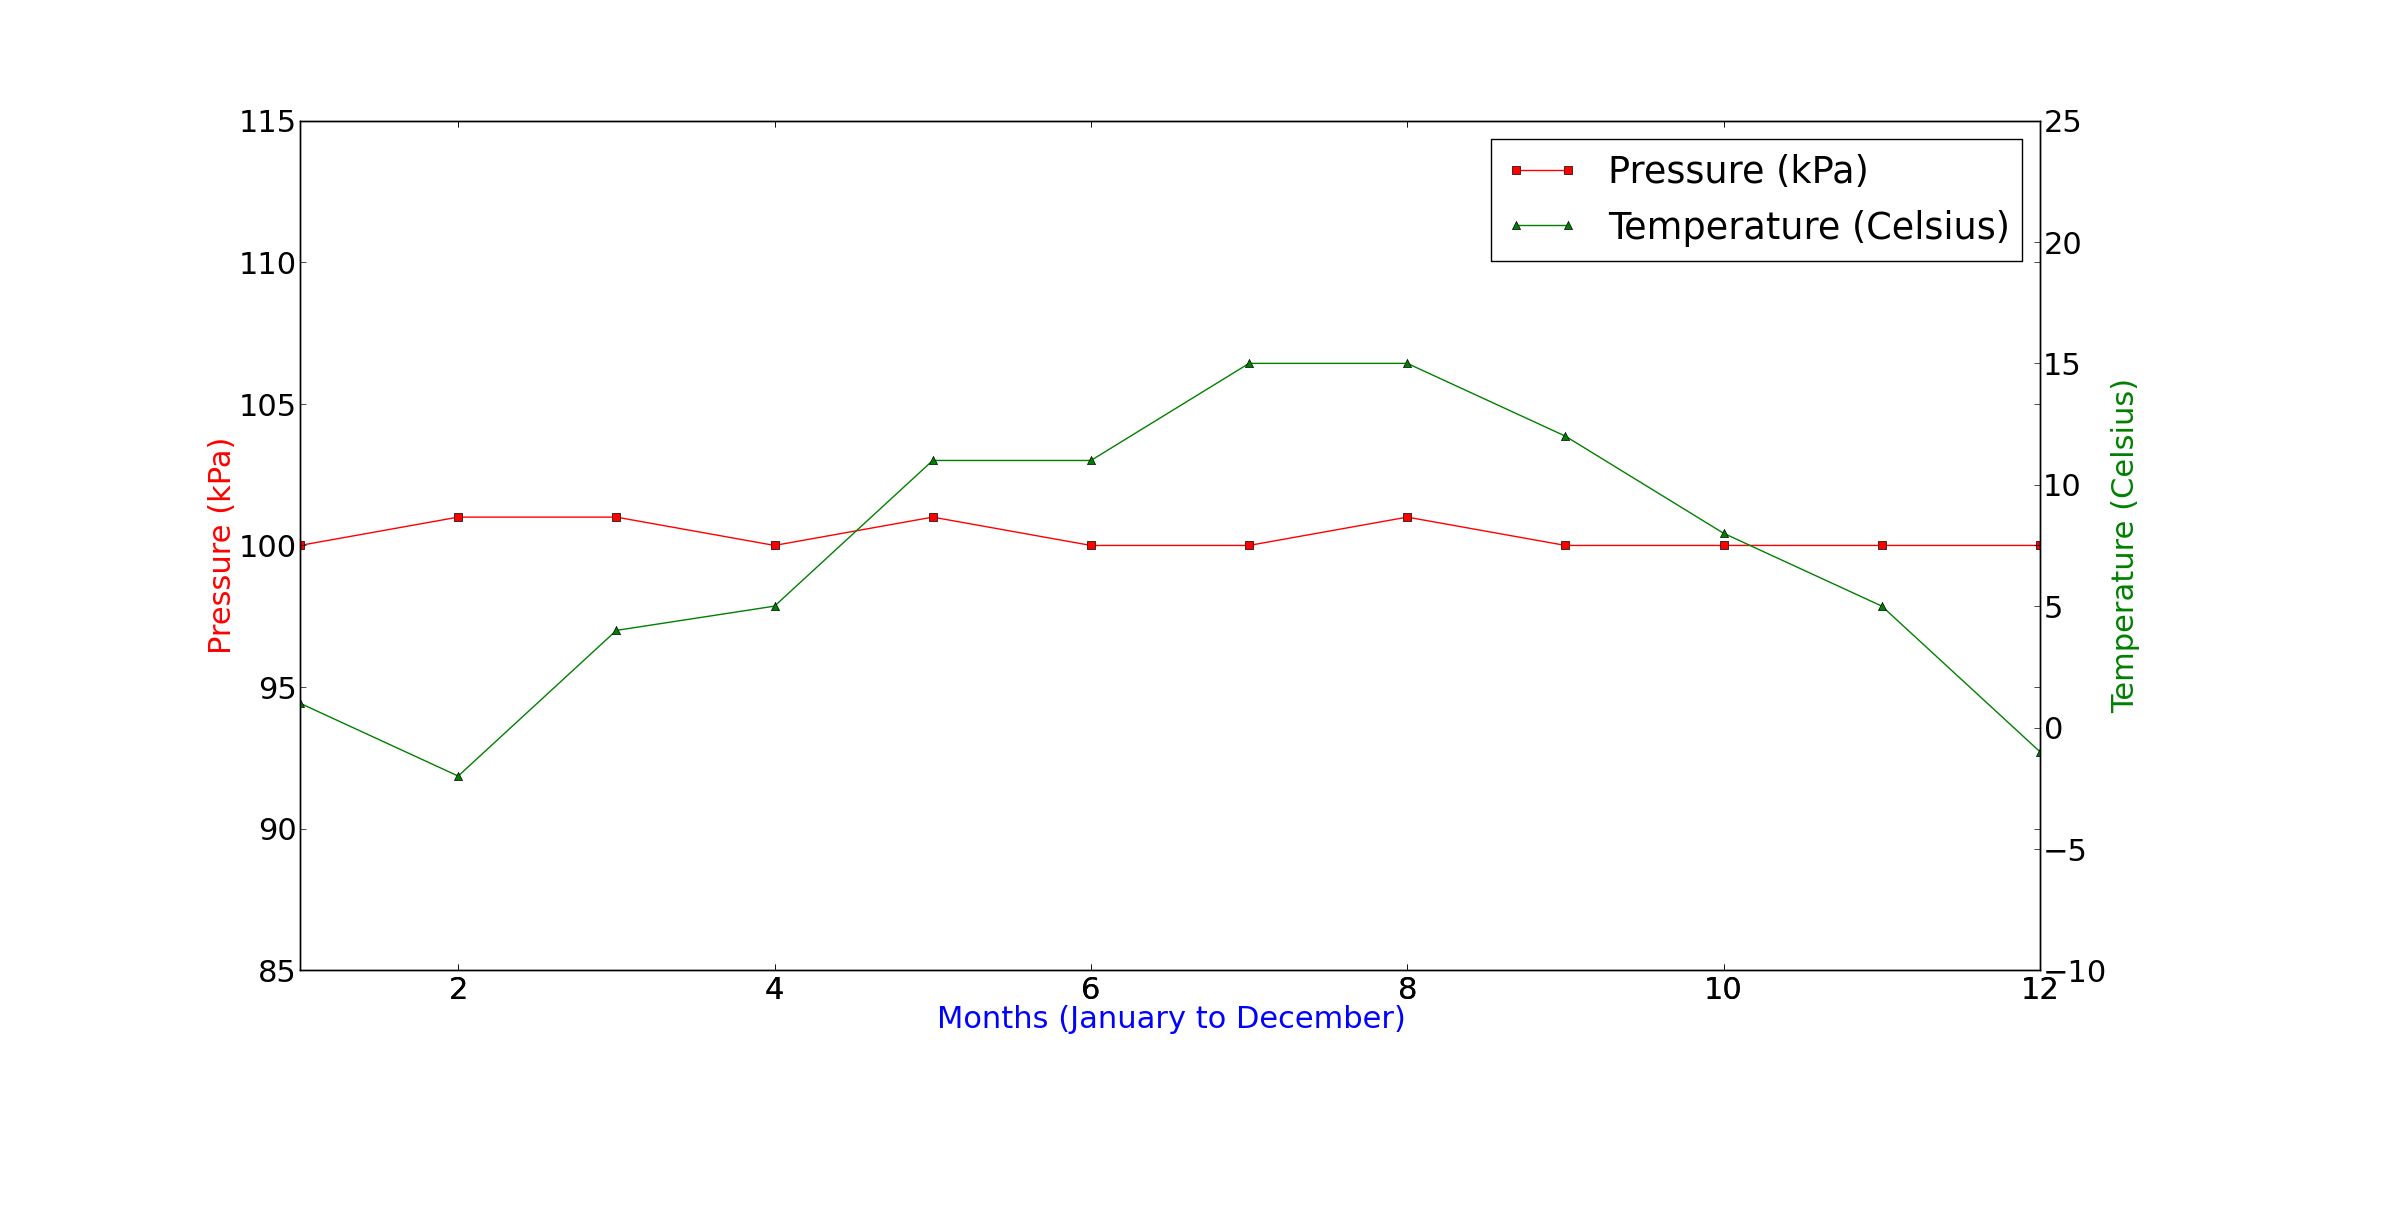 115
110
105
100
95
90
85
Pressure (kPa)
Pressure (kPa)
Temperature (Celsius)
25
20
15
10
5
0
−5
−10
Temperature (Celsius)
2 4 6 8 10 12
Months (January to December)